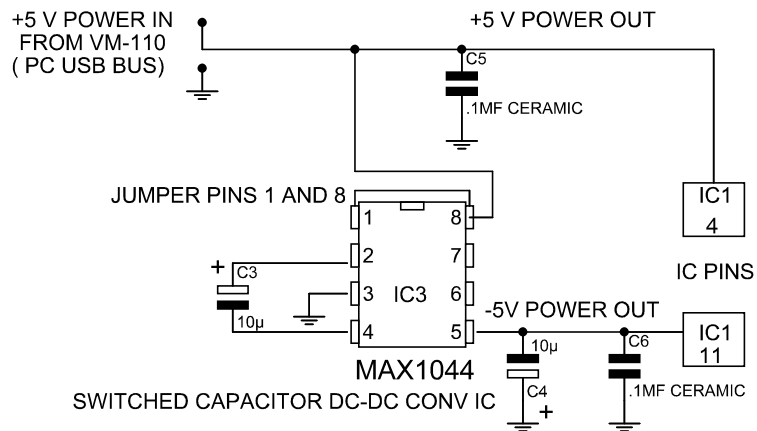 +5 V POWER IN
FROM VM-110
( PC USB BUS)
+5 V POWER OUT
C5
.1MF CERAMIC
JUMPER PINS 1 AND 8
1
8
2
7
3
6
4
5
IC3
+
C3
10µ
IC1
4
IC PINS
-5V POWER OUT
IC1
11
10µ
C4
+
C6
.1MF CERAMIC
MAX1044
SWITCHED CAPACITOR DC-DC CONV IC